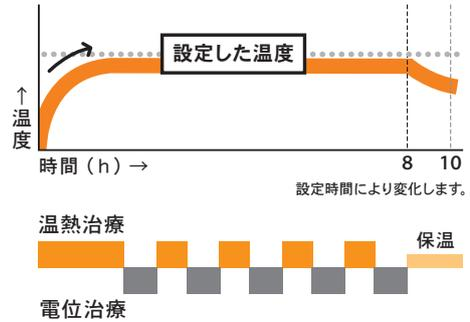 設定した温度
↑温度
時間（h）→
8 10
設定時間により変化します。
温熱治療
保温
電位治療